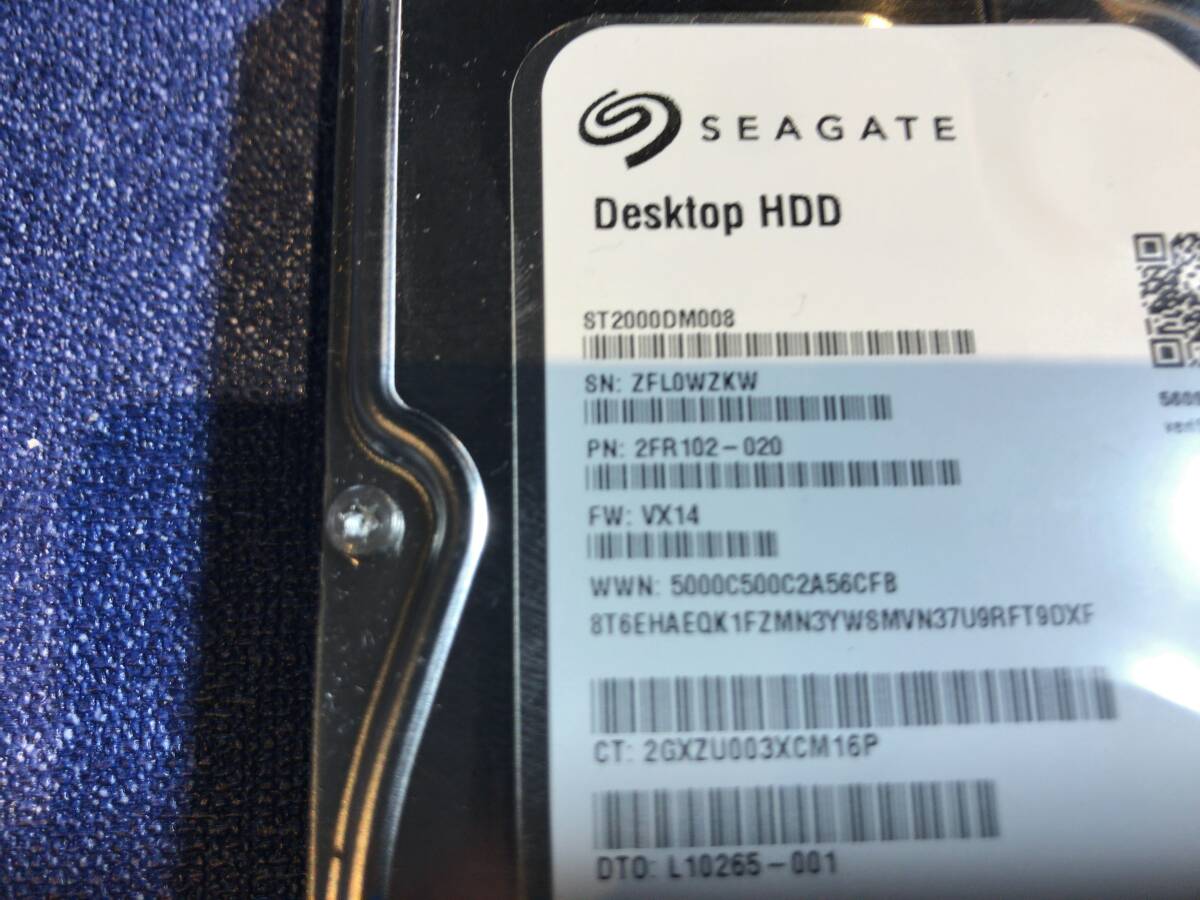 SEAGATE
Desktop HDD
ST2000DM008
SN: ZFL0WZKW
PN: 2FR102-020
FW: VX14
WWN: 5000C500C2A56CFB
8T6EHAEQK1FZMN3YWSMVN37U9RFT9DXF
CT: 2GXZU003XCM16P
DTO: L10265-001